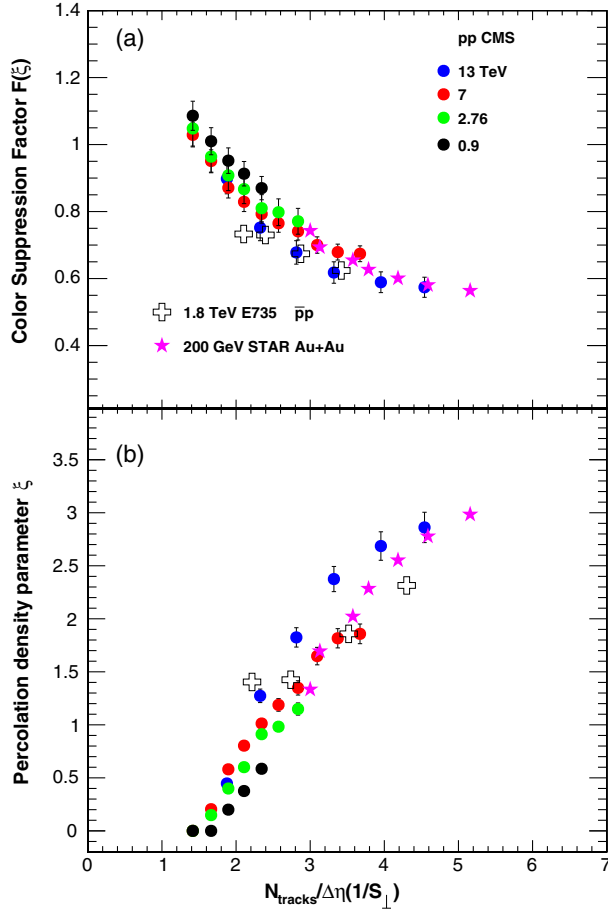 (a)
pp CMS
13 TeV
7
2.76
0.9
1.8 TeV E735 p̅p
200 GeV STAR Au+Au
Color Suppression Factor F(ξ)
1.4
1.2
1
0.8
0.6
0.4
(b)
Percolation density parameter ξ
3.5
3
2.5
2
1.5
1
0.5
0
0 1 2 3 4 5 6 7
N_tracks/Δη(1/S_⊥)